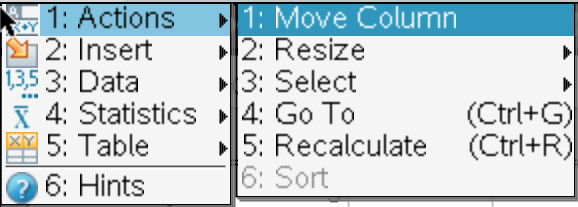 1: Actions
2: Insert
3: Data
4: Statistics
5: Table
6: Hints
1: Move Column
2: Resize
3: Select
4: Go To (Ctrl+G)
5: Recalculate (Ctrl+R)
6: Sort